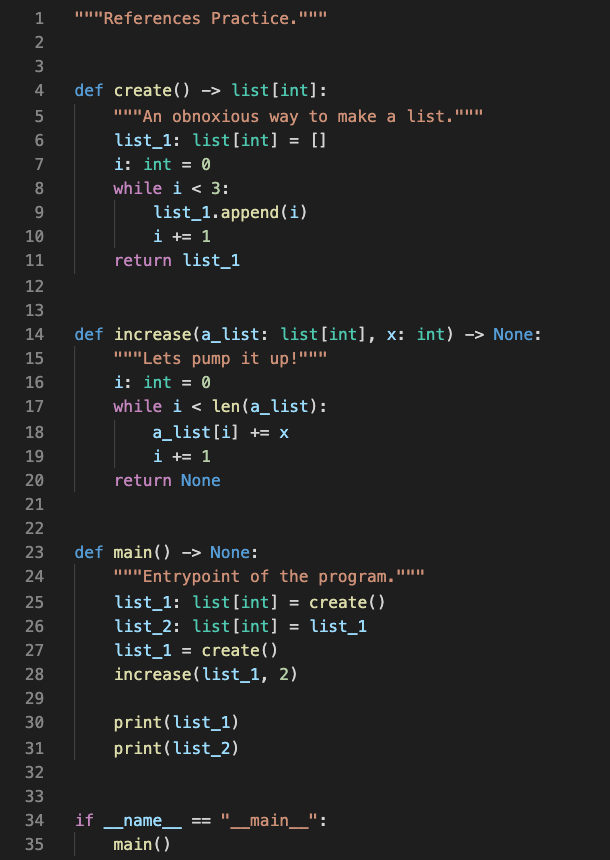 1 """References Practice."""
2
3
4 def create() -> list[int]:
5     """An obnoxious way to make a list."""
6     list_1: list[int] = []
7     i: int = 0
8     while i < 3:
9         list_1.append(i)
10         i += 1
11     return list_1
12
13
14 def increase(a_list: list[int], x: int) -> None:
15     """Lets pump it up!"""
16     i: int = 0
17     while i < len(a_list):
18         a_list[i] += x
19         i += 1
20     return None
21
22
23 def main() -> None:
24     """Entrypoint of the program."""
25     list_1: list[int] = create()
26     list_2: list[int] = list_1
27     list_1 = create()
28     increase(list_1, 2)
29
30     print(list_1)
31     print(list_2)
32
33
34 if __name__ == "__main__":
35     main()